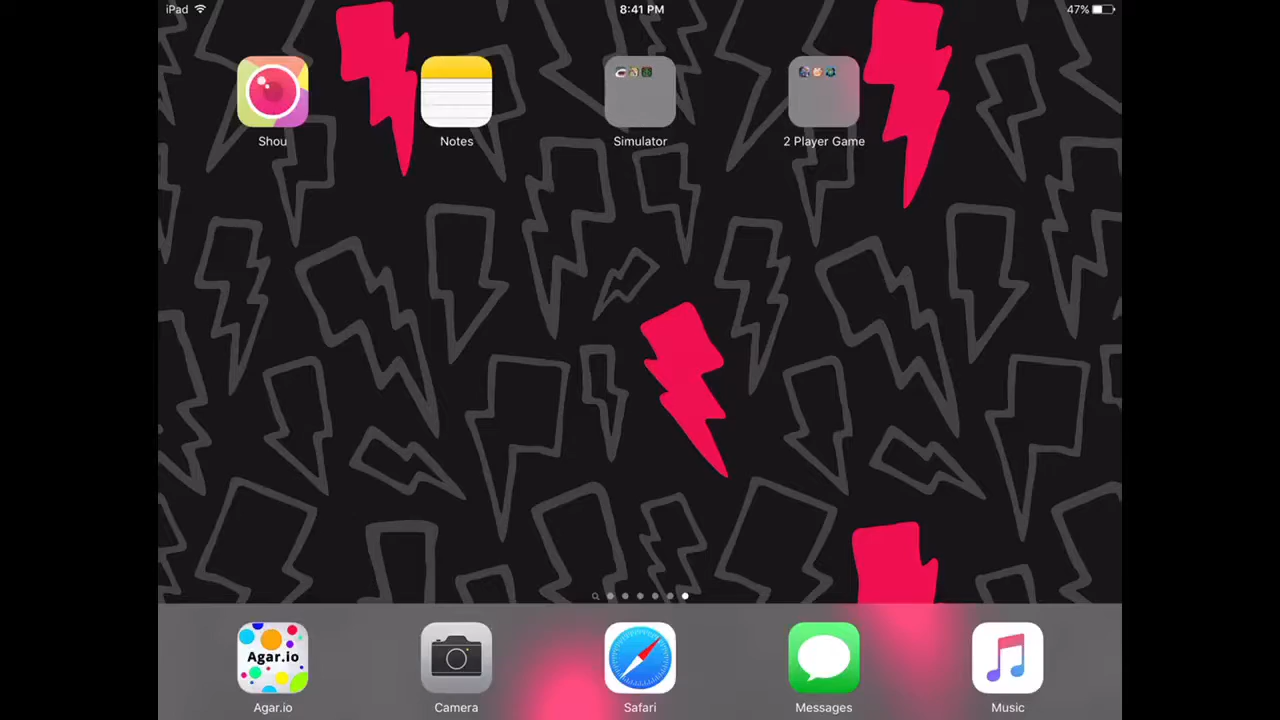 iPad 8:41 PM 47%
Shou Notes Simulator 2 Player Game
Agar.io
Agar.io Camera Safari Messages Music